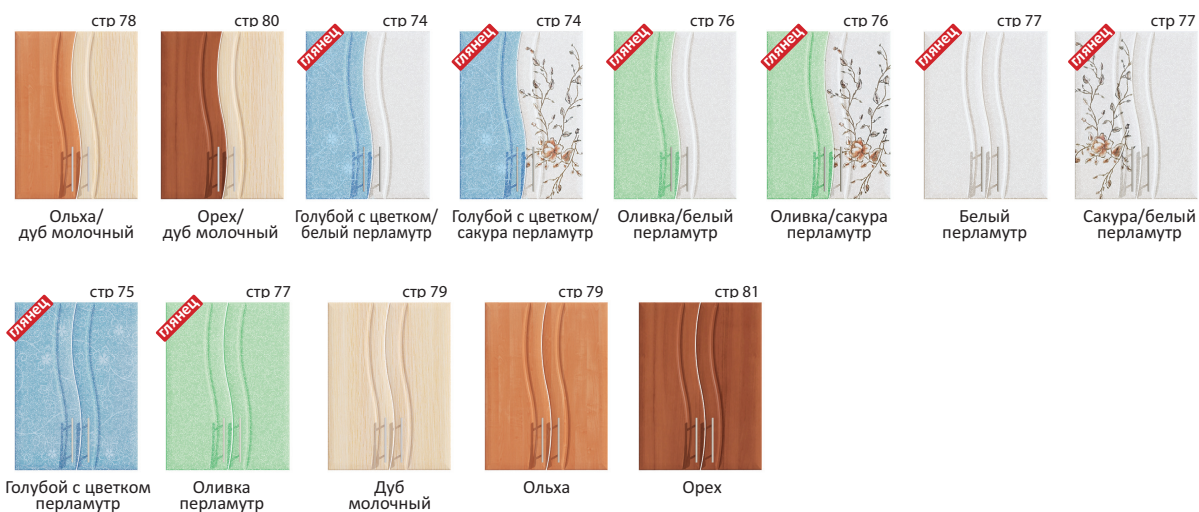 стр 78
стр 80
стр 74
стр 74
стр 76
стр 76
стр 77
стр 77
глянец
глянец
глянец
глянец
глянец
глянец
Ольха/
дуб молочный
Орех/
дуб молочный
Голубой с цветком/
белый перламутр
Голубой с цветком/
сакура перламутр
Оливка/белый
перламутр
Оливка/сакура
перламутр
Белый
перламутр
Сакура/белый
перламутр
стр 75
стр 77
стр 79
стр 79
стр 81
глянец
глянец
Голубой с цветком
перламутр
Оливка
перламутр
Дуб
молочный
Ольха
Орех